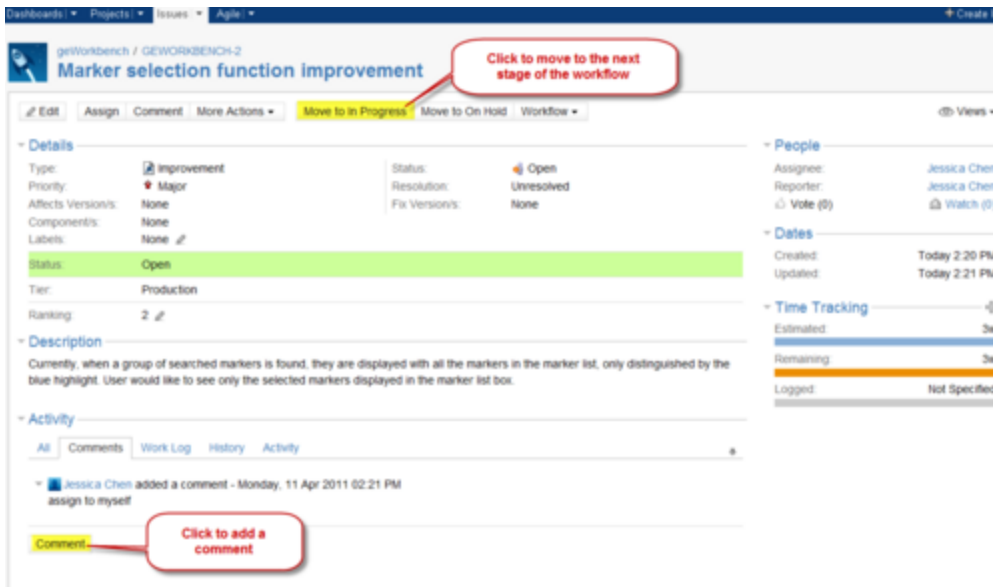 Dashboards Projects Issues Agile + Create
geWorkbench / GEWORKBENCH-2
Marker selection function improvement
Click to move to the next
stage of the workflow
Edit Assign Comment More Actions Move to In Progress Move to On Hold Workflow Views
Details
Type: Improvement Status: Open
Priority: Major Resolution: Unresolved
Affects Version/s: None Fix Version/s: None
Component/s: None
Labels: None
Status: Open
Tier: Production
Ranking: 2
Description
Currently, when a group of searched markers is found, they are displayed with all the markers in the marker list, only distinguished by the
blue highlight. User would like to see only the selected markers displayed in the marker list box.
Activity
All Comments Work Log History Activity
Jessica Chen added a comment - Monday, 11 Apr 2011 02:21 PM
assign to myself
Comment
Click to add a
comment
People
Assignee: Jessica Chen
Reporter: Jessica Chen
Vote (0) Watch (0)
Dates
Created: Today 2:20 PM
Updated: Today 2:21 PM
Time Tracking
Estimated: 3w
Remaining: 3w
Logged: Not Specified